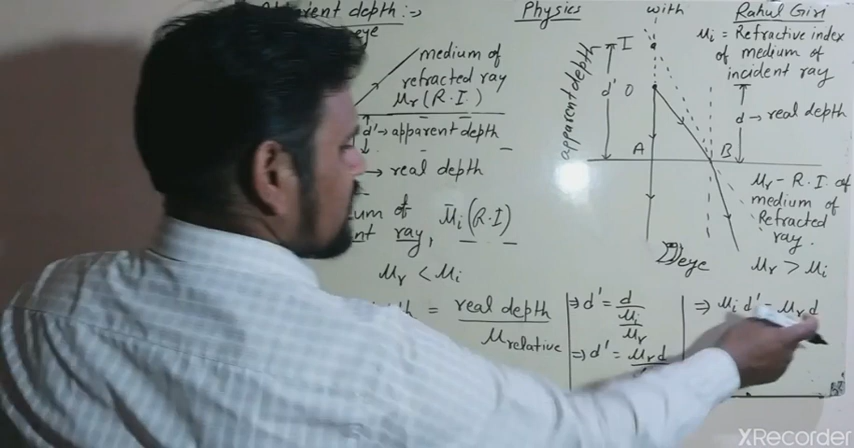 apparent depth :->
Physics
with
Rahul Giri
eye
medium of
refracted ray
μr (R.I.)
d' → apparent depth
→ real depth
medium of
incident ray, μi (R.I)
μr < μi
= real depth / μrelative
apparent depth
I
d'
O
A
B
eye
μi = Refractive index
of medium of
incident ray
d → real depth
μr - R.I. of
medium of
Refracted
ray.
μr > μi
⇒ d' = d / (μi / μr)
⇒ d' = μr d
⇒ μi d' = μr d
XRecorder